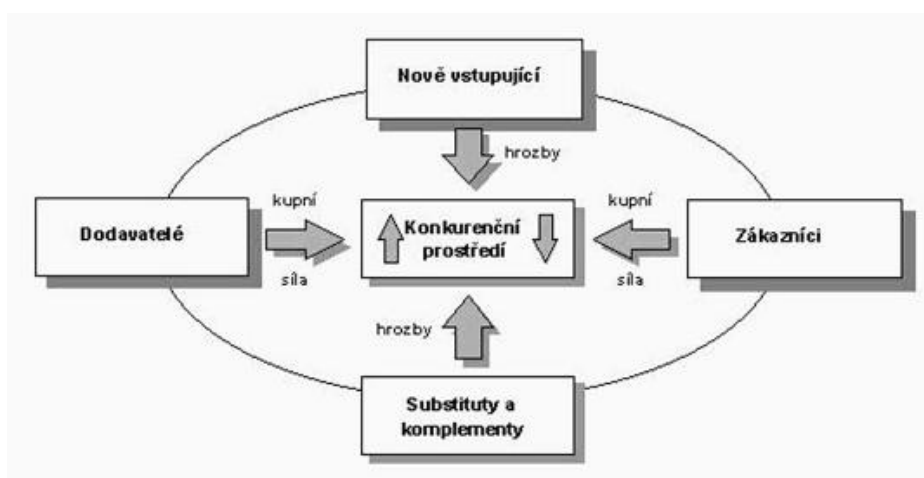 Nově vstupující
hrozby
kupní
Dodavatelé
síla
Konkurenční
prostředí
kupní
Zákazníci
síla
hrozby
Substituty a
komplementy